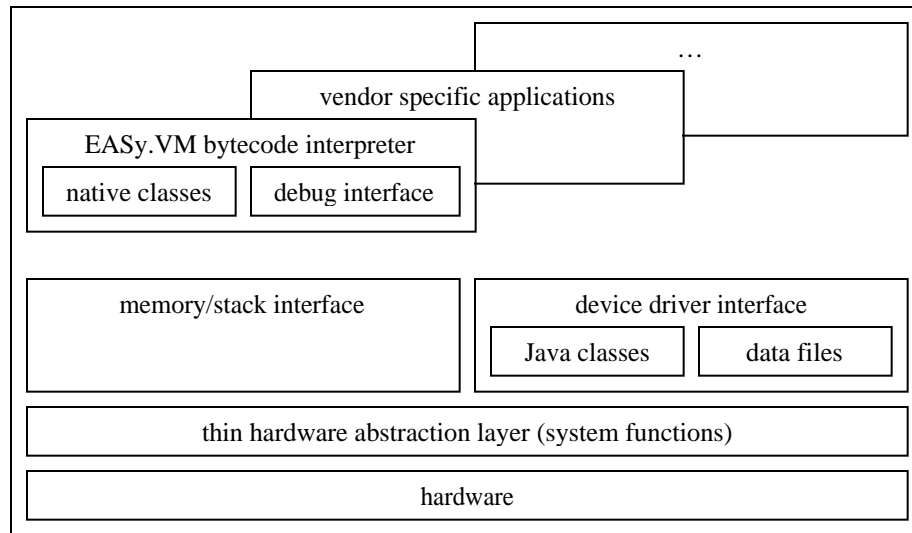 …
vendor specific applications
EASy.VM bytecode interpreter
native classes
debug interface
memory/stack interface
device driver interface
Java classes
data files
thin hardware abstraction layer (system functions)
hardware